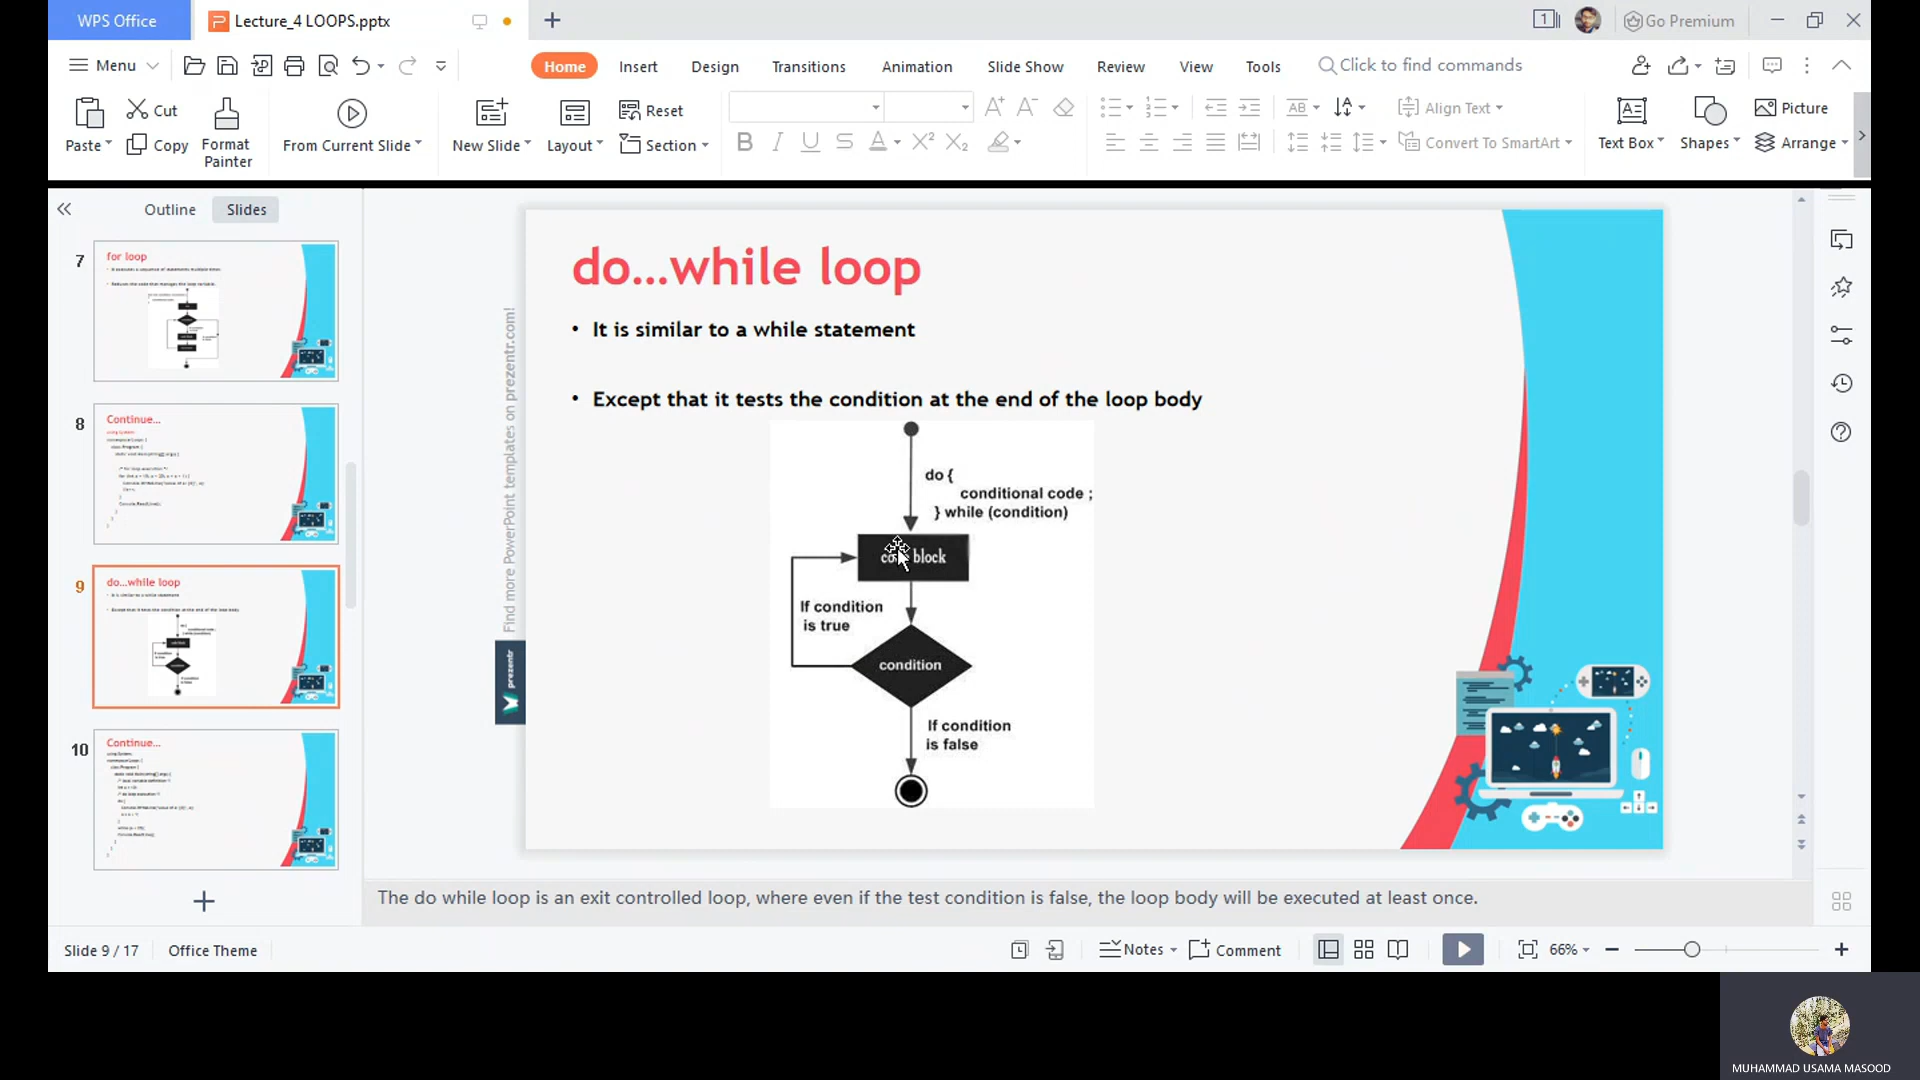 WPS Office
Lecture_4 LOOPS.pptx
1
Go Premium
Menu
Home
Insert
Design
Transitions
Animation
Slide Show
Review
View
Tools
Click to find commands
Paste
Cut
Copy
Format
Painter
From Current Slide
New Slide
Layout
Reset
Section
Align Text
Convert To SmartArt
Text Box
Shapes
Picture
Arrange
Outline
Slides
7
for loop
8
Continue...
9
do...while loop
10
Continue...
do...while loop
• It is similar to a while statement
• Except that it tests the condition at the end of the loop body
do {
conditional code ;
} while (condition)
block
If condition
is true
condition
If condition
is false
Find more PowerPoint templates on prezentr.com!
prezentr
The do while loop is an exit controlled loop, where even if the test condition is false, the loop body will be executed at least once.
Slide 9 / 17
Office Theme
Notes
Comment
66%
MUHAMMAD USAMA MASOOD